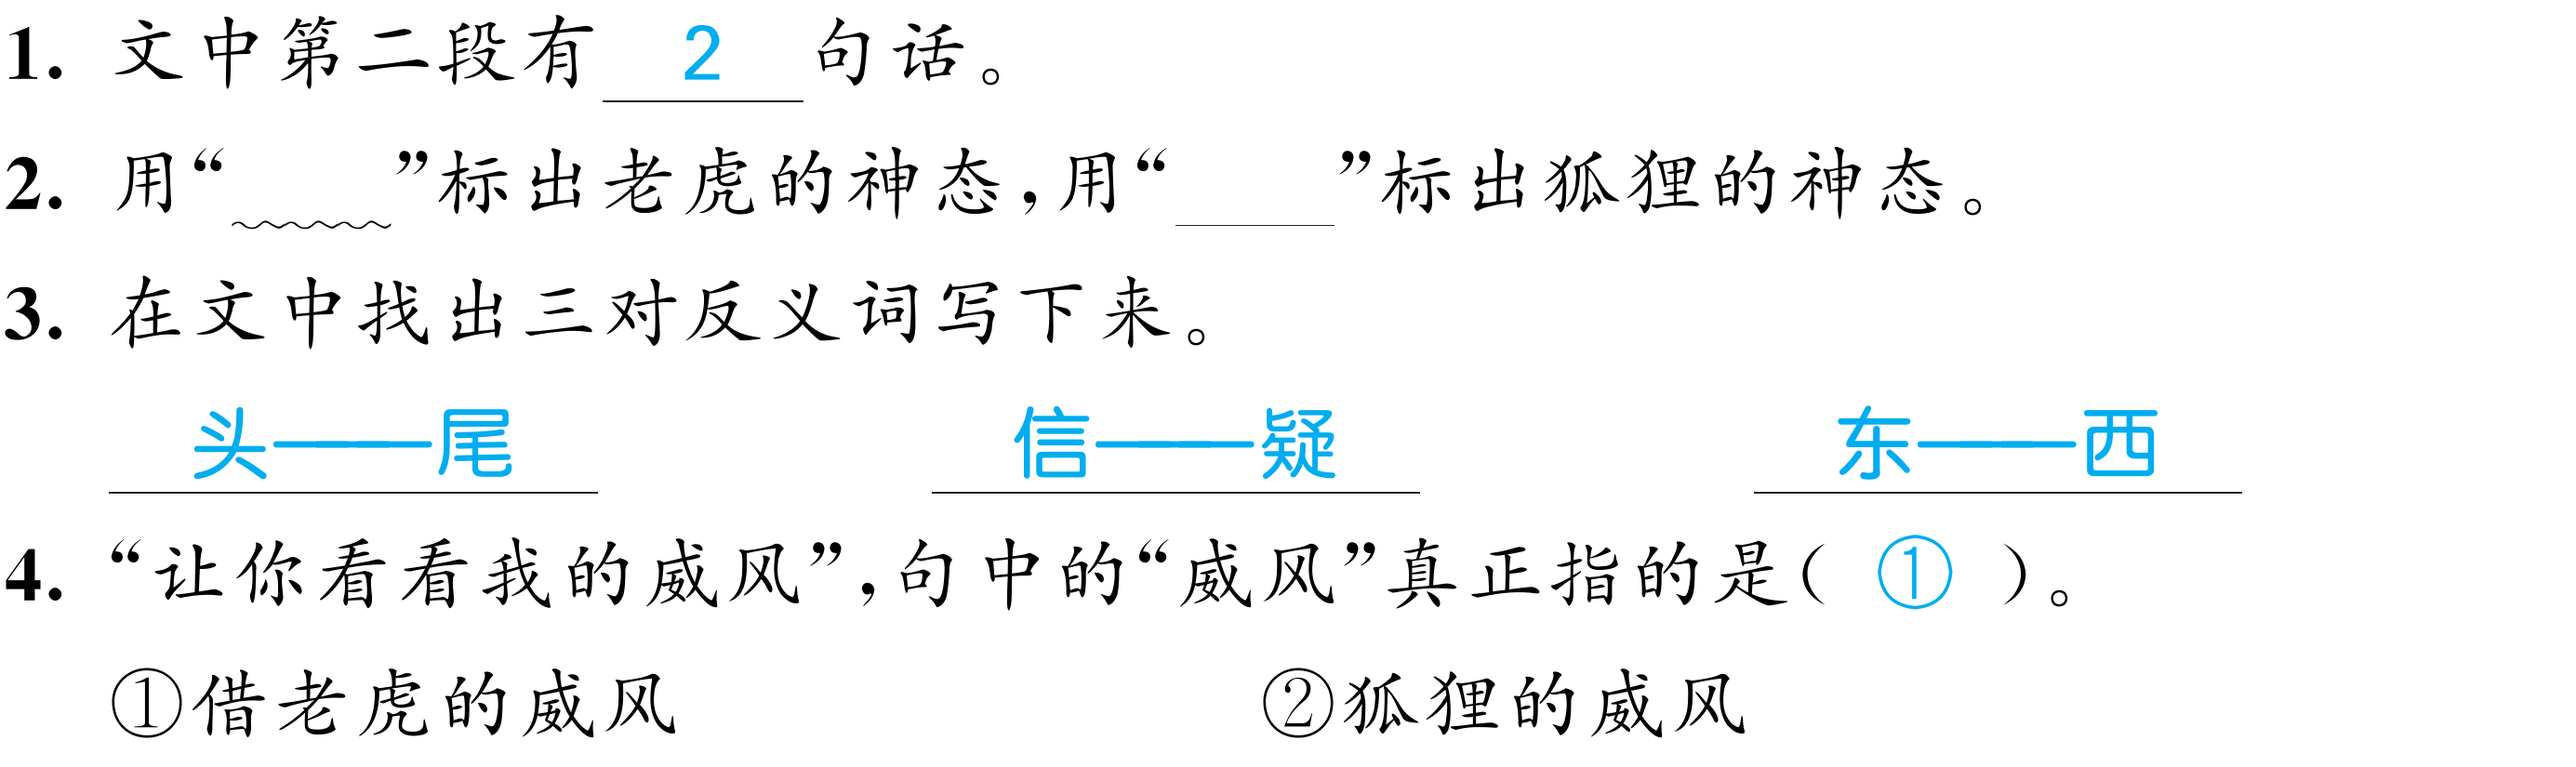 1. 文中第二段有 2 句话。
2. 用“    ”标出老虎的神态,用“    ”标出狐狸的神态。
3. 在文中找出三对反义词写下来。
头——尾 信——疑 东——西
4. “让你看看我的威风”,句中的“威风”真正指的是( ① )。
①借老虎的威风 ②狐狸的威风